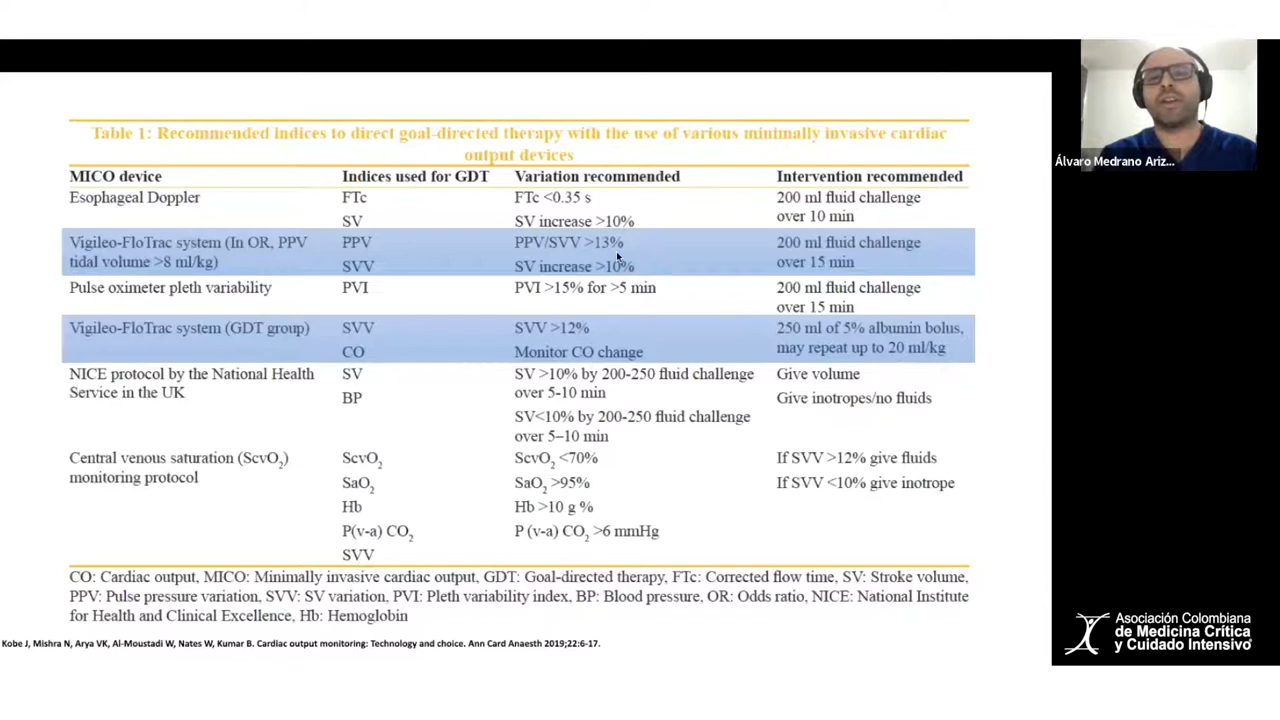 Table 1: Recommended indices to direct goal-directed therapy with the use of various minimally invasive cardiac
output devices
MICO device Indices used for GDT Variation recommended Intervention recommended
Esophageal Doppler FTc FTc <0.35 s 200 ml fluid challenge
over 10 min
SV SV increase >10%
Vigileo-FloTrac system (In OR, PPV PPV PPV/SVV >13% 200 ml fluid challenge
tidal volume >8 ml/kg) SVV SV increase >10% over 15 min
Pulse oximeter pleth variability PVI PVI >15% for >5 min 200 ml fluid challenge
over 15 min
Vigileo-FloTrac system (GDT group) SVV SVV >12% 250 ml of 5% albumin bolus,
CO Monitor CO change may repeat up to 20 ml/kg
NICE protocol by the National Health SV SV >10% by 200-250 fluid challenge Give volume
Service in the UK over 5-10 min
BP Give inotropes/no fluids
SV<10% by 200-250 fluid challenge
over 5–10 min
Central venous saturation (ScvO₂) ScvO₂ ScvO₂ <70% If SVV >12% give fluids
monitoring protocol SaO₂ SaO₂ >95% If SVV <10% give inotrope
Hb Hb >10 g %
P(v-a) CO₂ P (v-a) CO₂ >6 mmHg
SVV
CO: Cardiac output, MICO: Minimally invasive cardiac output, GDT: Goal-directed therapy, FTc: Corrected flow time, SV: Stroke volume,
PPV: Pulse pressure variation, SVV: SV variation, PVI: Pleth variability index, BP: Blood pressure, OR: Odds ratio, NICE: National Institute
for Health and Clinical Excellence, Hb: Hemoglobin
Kobe J, Mishra N, Arya VK, Al-Moustadi W, Nates W, Kumar B. Cardiac output monitoring: Technology and choice. Ann Card Anaesth 2019;22:6-17.
Álvaro Medrano Ariz...
Asociación Colombiana
de Medicina Crítica
y Cuidado Intensivo